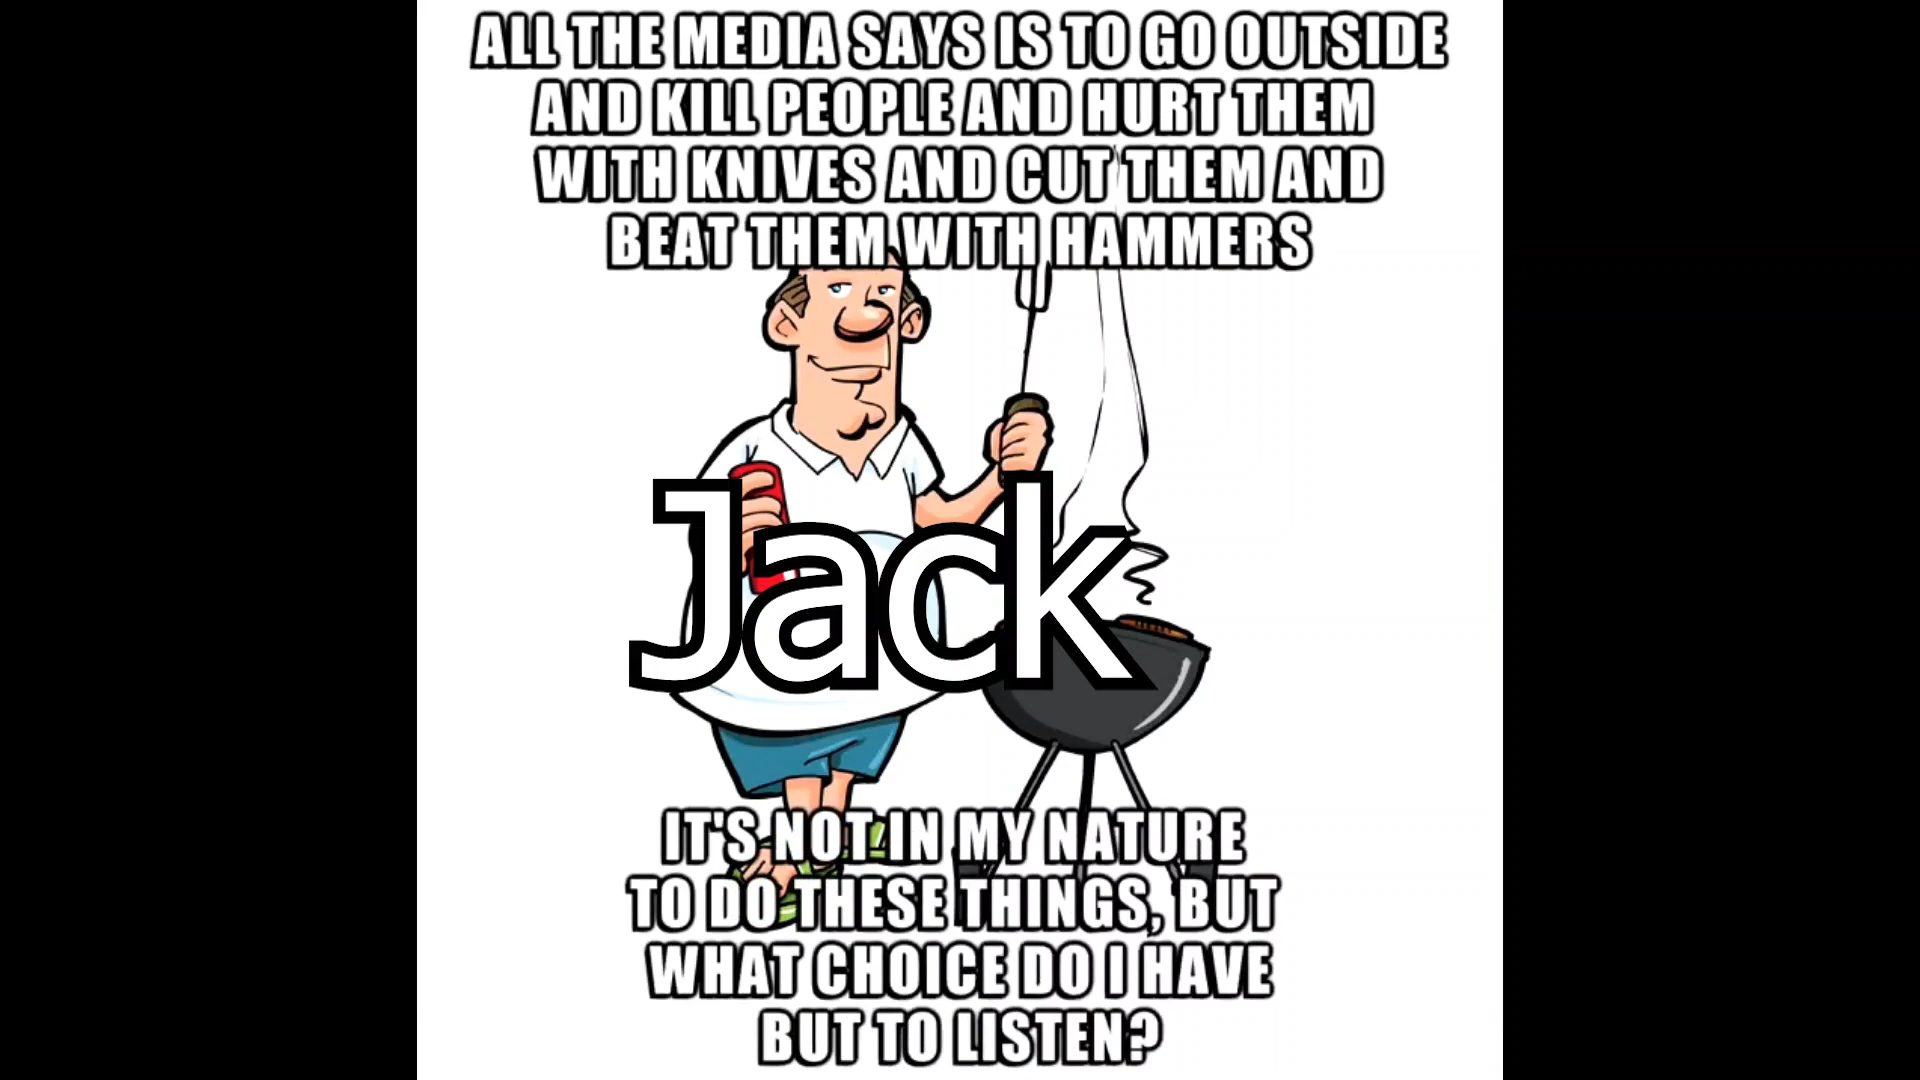 ALL THE MEDIA SAYS IS TO GO OUTSIDE
AND KILL PEOPLE AND HURT THEM
WITH KNIVES AND CUT THEM AND
BEAT THEM WITH HAMMERS
Jack
IT'S NOT IN MY NATURE
TO DO THESE THINGS, BUT
WHAT CHOICE DO I HAVE
BUT TO LISTEN?